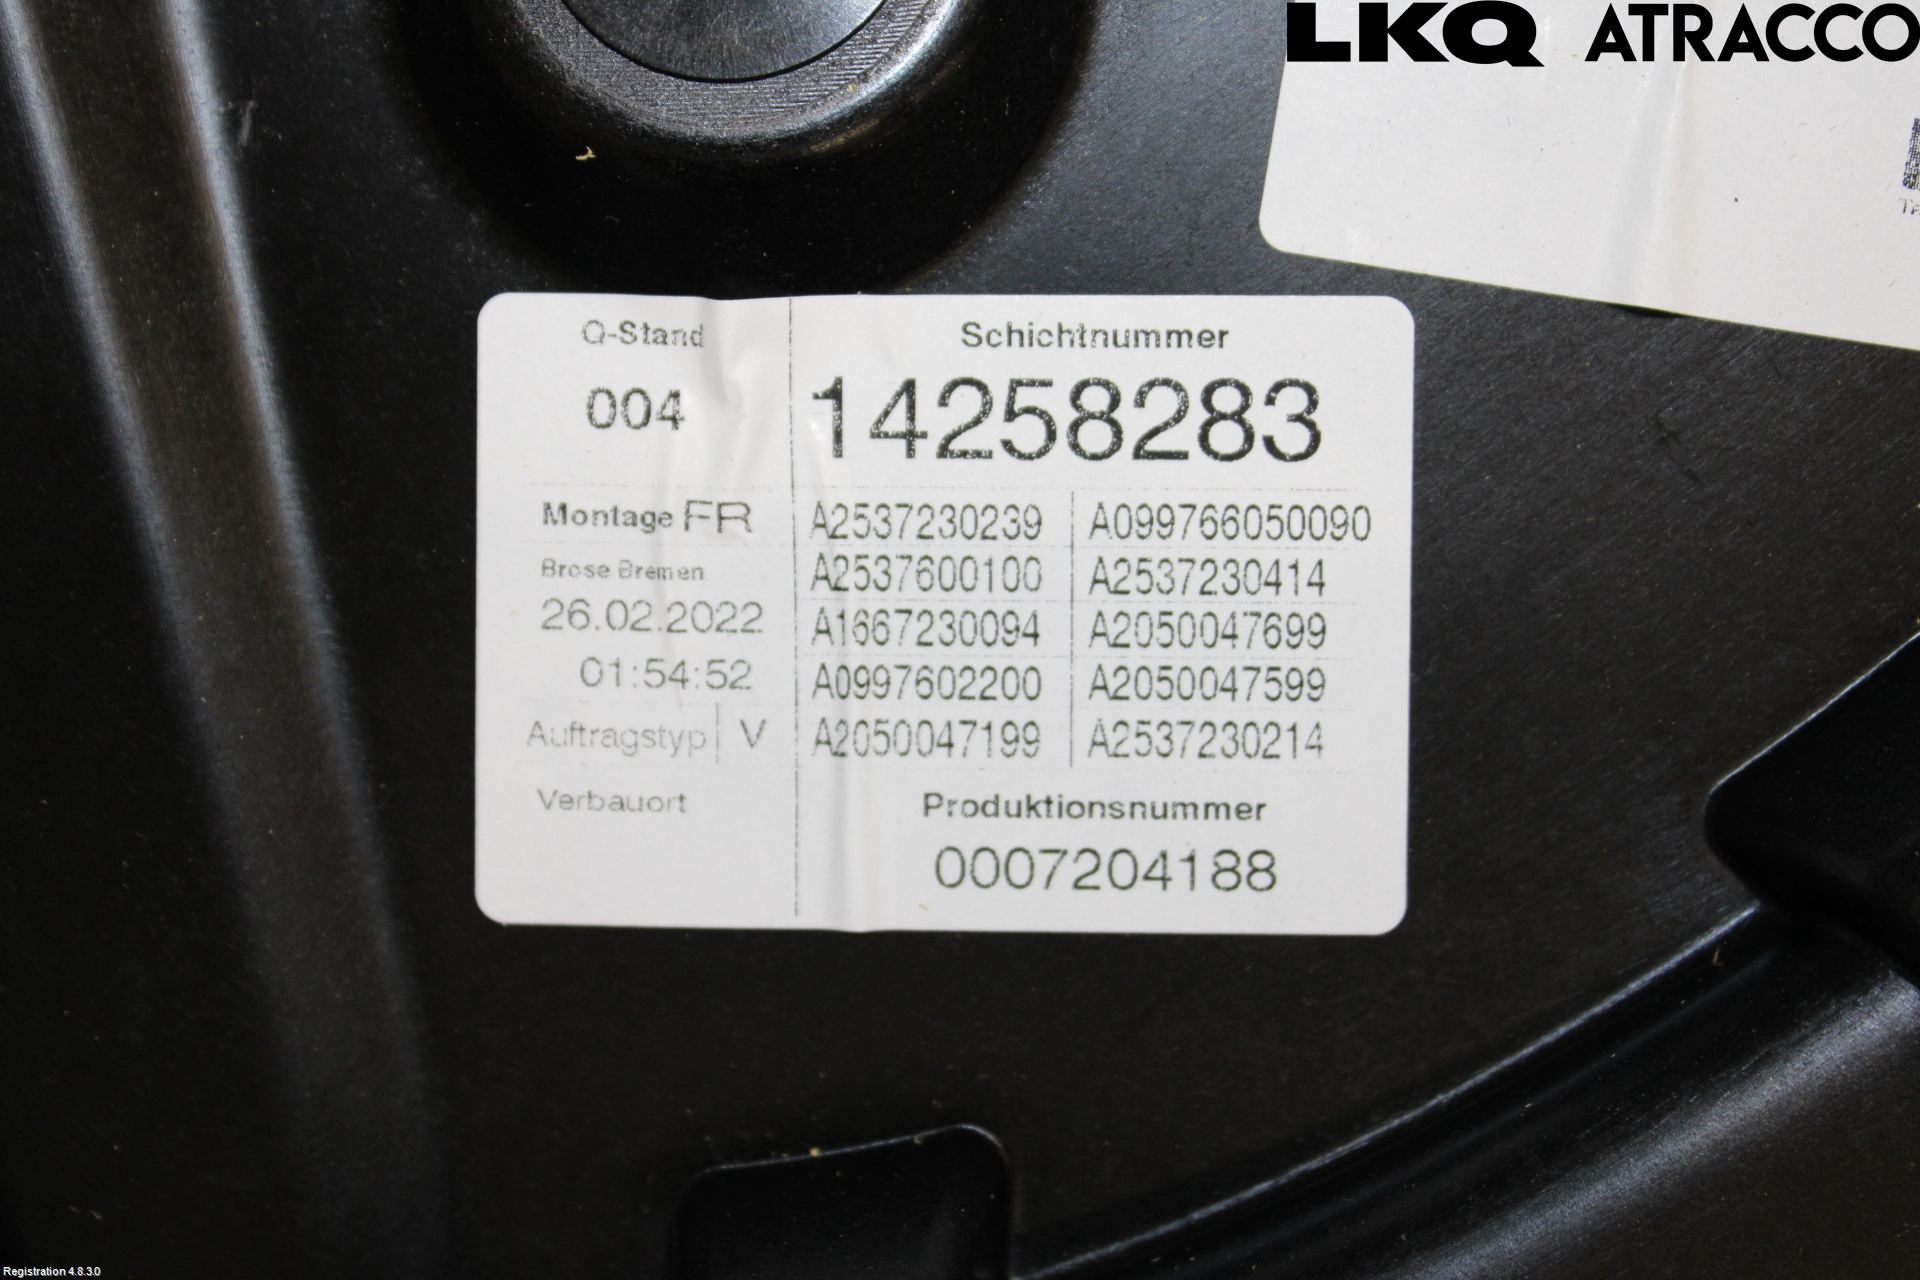 LKQ ATRACCO
Q-Stand
004
Schichtnummer
14258283
Montage FR
Brose Bremen
26.02.2022
01:54:52
Auftragstyp V
Verbauort
A2537230239 A099766050090
A2537600100 A2537230414
A1667230094 A2050047699
A0997602200 A2050047599
A2050047199 A2537230214
Produktionsnummer
0007204188
Registration 4.8.3.0